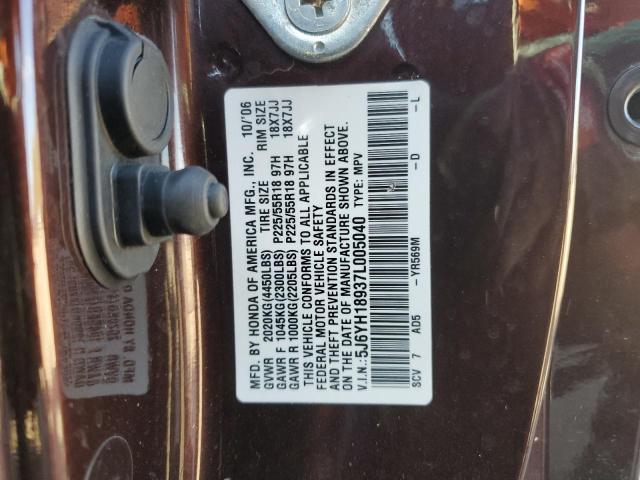 MFD. BY HONDA OF AMERICA MFG., INC. 10/'06
GVWR 2020KG(4450LBS) TIRE SIZE RIM SIZE
GAWR F 1045KG(2300LBS) P225/55R18 97H 18X7JJ
GAWR R 1000KG(2205LBS) P225/55R18 97H 18X7JJ
THIS VEHICLE CONFORMS TO ALL APPLICABLE
FEDERAL MOTOR VEHICLE SAFETY
AND THEFT PREVENTION STANDARDS IN EFFECT
ON THE DATE OF MANUFACTURE SHOWN ABOVE.
V.I.N.:5J6YH18937L005040 TYPE: MPV
SCV 7 AD5 -YR569M -D -L